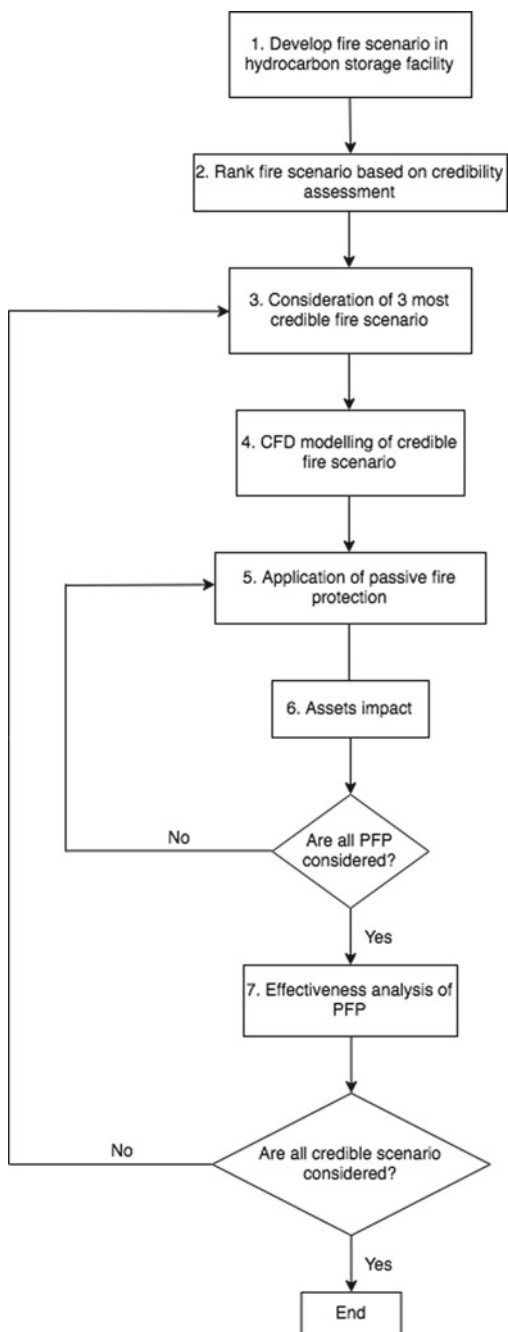 1. Develop fire scenario in
hydrocarbon storage facility
2. Rank fire scenario based on credibility
assessment
3. Consideration of 3 most
credible fire scenario
4. CFD modelling of credible
fire scenario
5. Application of passive fire
protection
6. Assets impact
No
Are all PFP
considered?
Yes
7. Effectiveness analysis of
PFP
No
Are all credible scenario
considered?
Yes
End